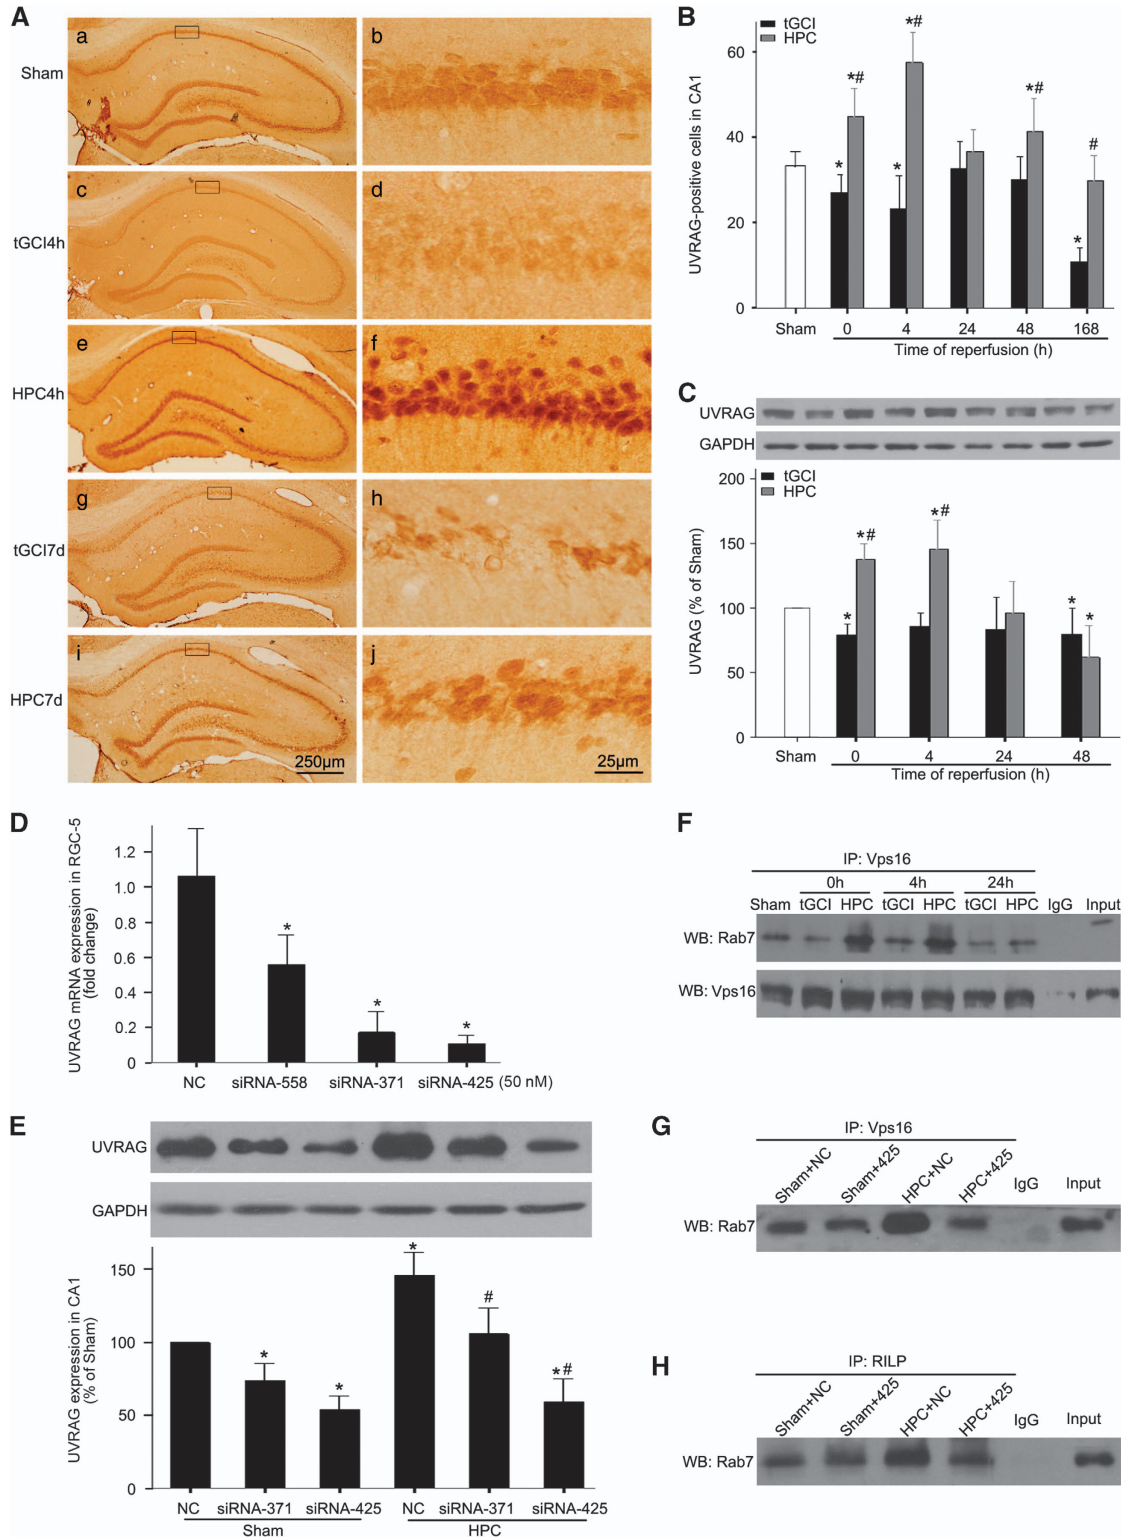 A
a
b
Sham
c
d
tGCI4h
e
f
HPC4h
g
h
tGCI7d
i
j
HPC7d
250μm
25μm
B
tGCI
HPC
UVRAG-positive cells in CA1
60
40
20
0
*
*#
*
*#
*#
*
#
Sham 0 4 24 48 168
Time of reperfusion (h)
C
UVRAG
GAPDH
tGCI
HPC
UVRAG (% of Sham)
200
150
100
50
0
*
*#
*#
*
*
Sham 0 4 24 48
Time of reperfusion (h)
D
UVRAG mRNA expression in RGC-5
(fold change)
1.2
1.0
0.8
0.6
0.4
0.2
0
*
*
*
NC siRNA-558 siRNA-371 siRNA-425 (50 nM)
E
UVRAG
GAPDH
UVRAG expression in CA1
(% of Sham)
150
100
50
0
*
*
*
#
*#
NC siRNA-371 siRNA-425 NC siRNA-371 siRNA-425
Sham HPC
F
IP: Vps16
0h 4h 24h
Sham tGCI HPC tGCI HPC tGCI HPC IgG Input
WB: Rab7
WB: Vps16
G
IP: Vps16
Sham+NC Sham+425 HPC+NC HPC+425 IgG Input
WB: Rab7
H
IP: RILP
Sham+NC Sham+425 HPC+NC HPC+425 IgG Input
WB: Rab7